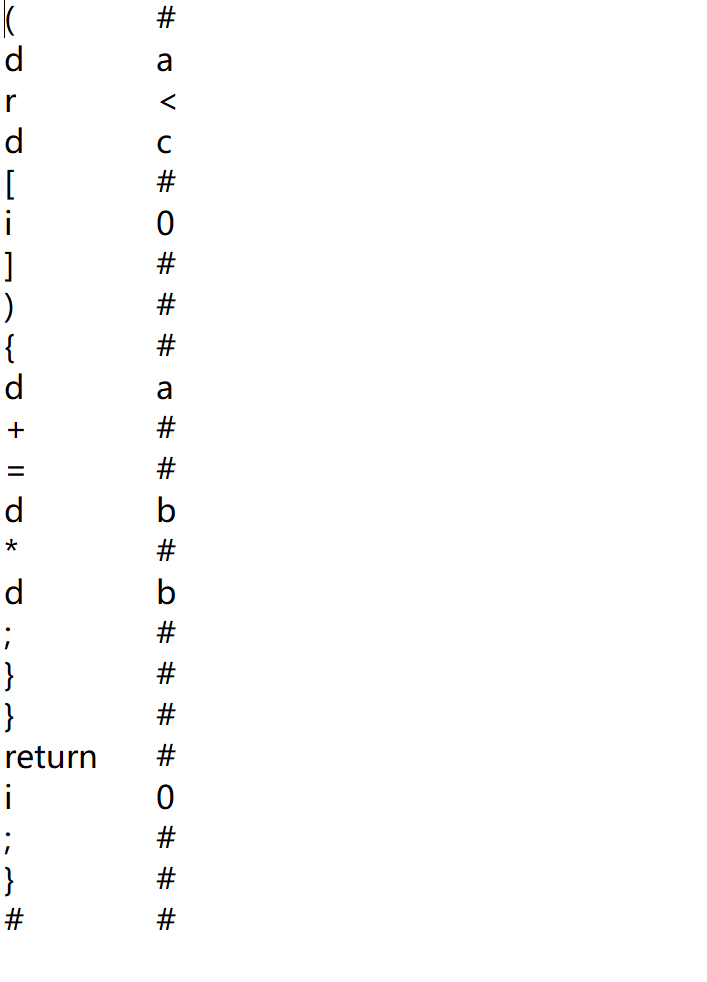 ( #
d a
r <
d c
[ #
i 0
] #
) #
{ #
d a
+ #
= #
d b
* #
d b
; #
} #
} #
return #
i 0
; #
} #
# #